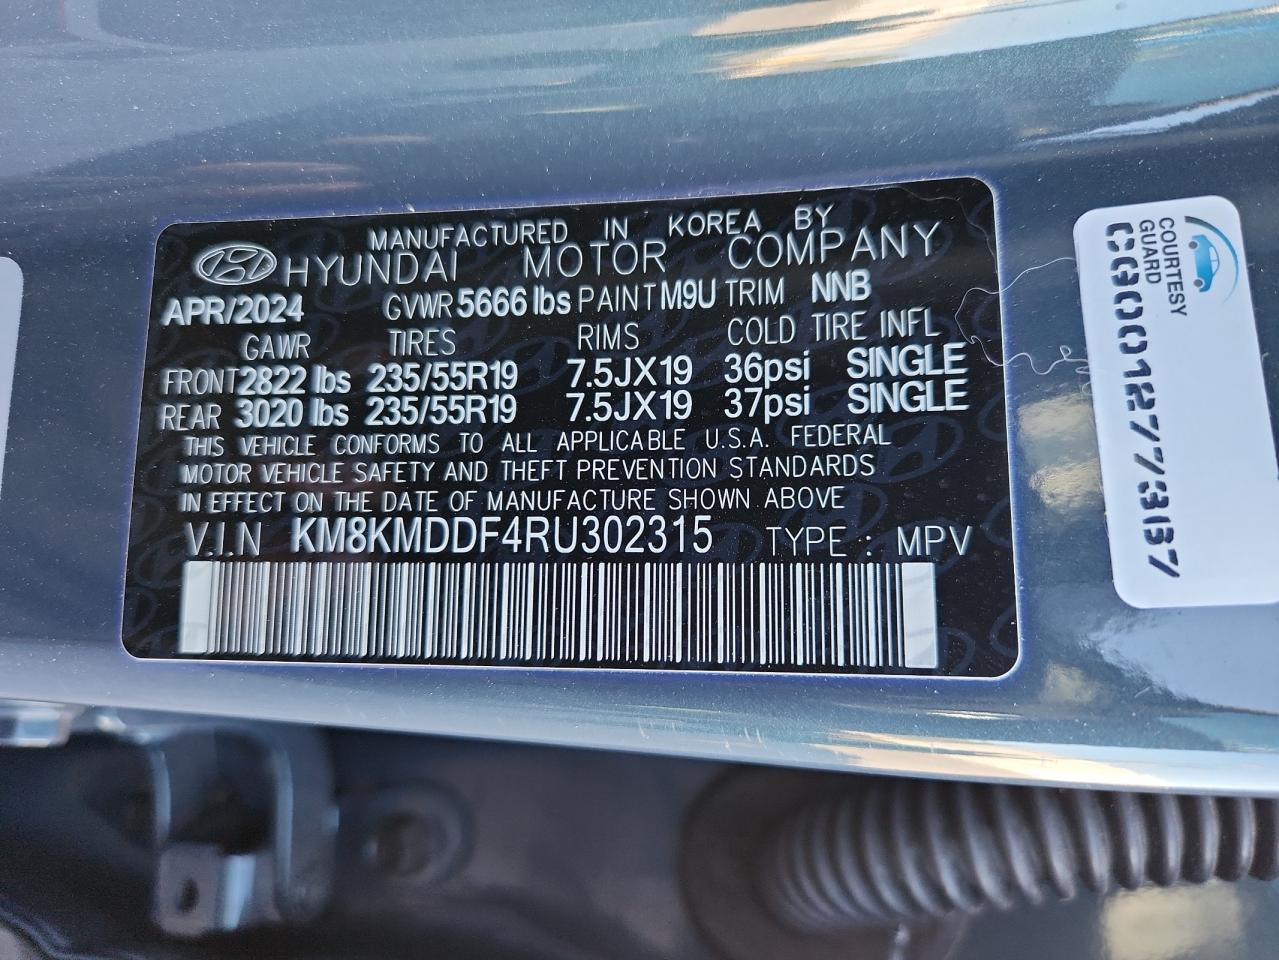 MANUFACTURED IN KOREA BY
HYUNDAI MOTOR COMPANY
APR/2024 GVWR 5666 lbs PAINT M9U TRIM NNB
GAWR TIRES RIMS COLD TIRE INFL
FRONT 2822 lbs 235/55R19 7.5JX19 36psi SINGLE
REAR 3020 lbs 235/55R19 7.5JX19 37psi SINGLE
THIS VEHICLE CONFORMS TO ALL APPLICABLE U.S.A. FEDERAL
MOTOR VEHICLE SAFETY AND THEFT PREVENTION STANDARDS
IN EFFECT ON THE DATE OF MANUFACTURE SHOWN ABOVE
V.I.N KM8KMDDF4RU302315 TYPE : MPV
COURTESY
GUARD